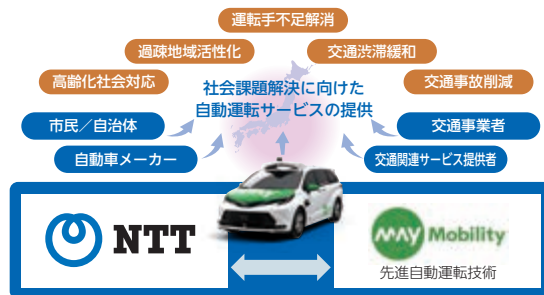 運転手不足解消
過疎地域活性化
交通渋滞緩和
高齢化社会対応
社会課題解決に向けた
自動運転サービスの提供
交通事故削減
市民／自治体
交通事業者
自動車メーカー
交通関連サービス提供者
NTT
MAY Mobility
先進自動運転技術